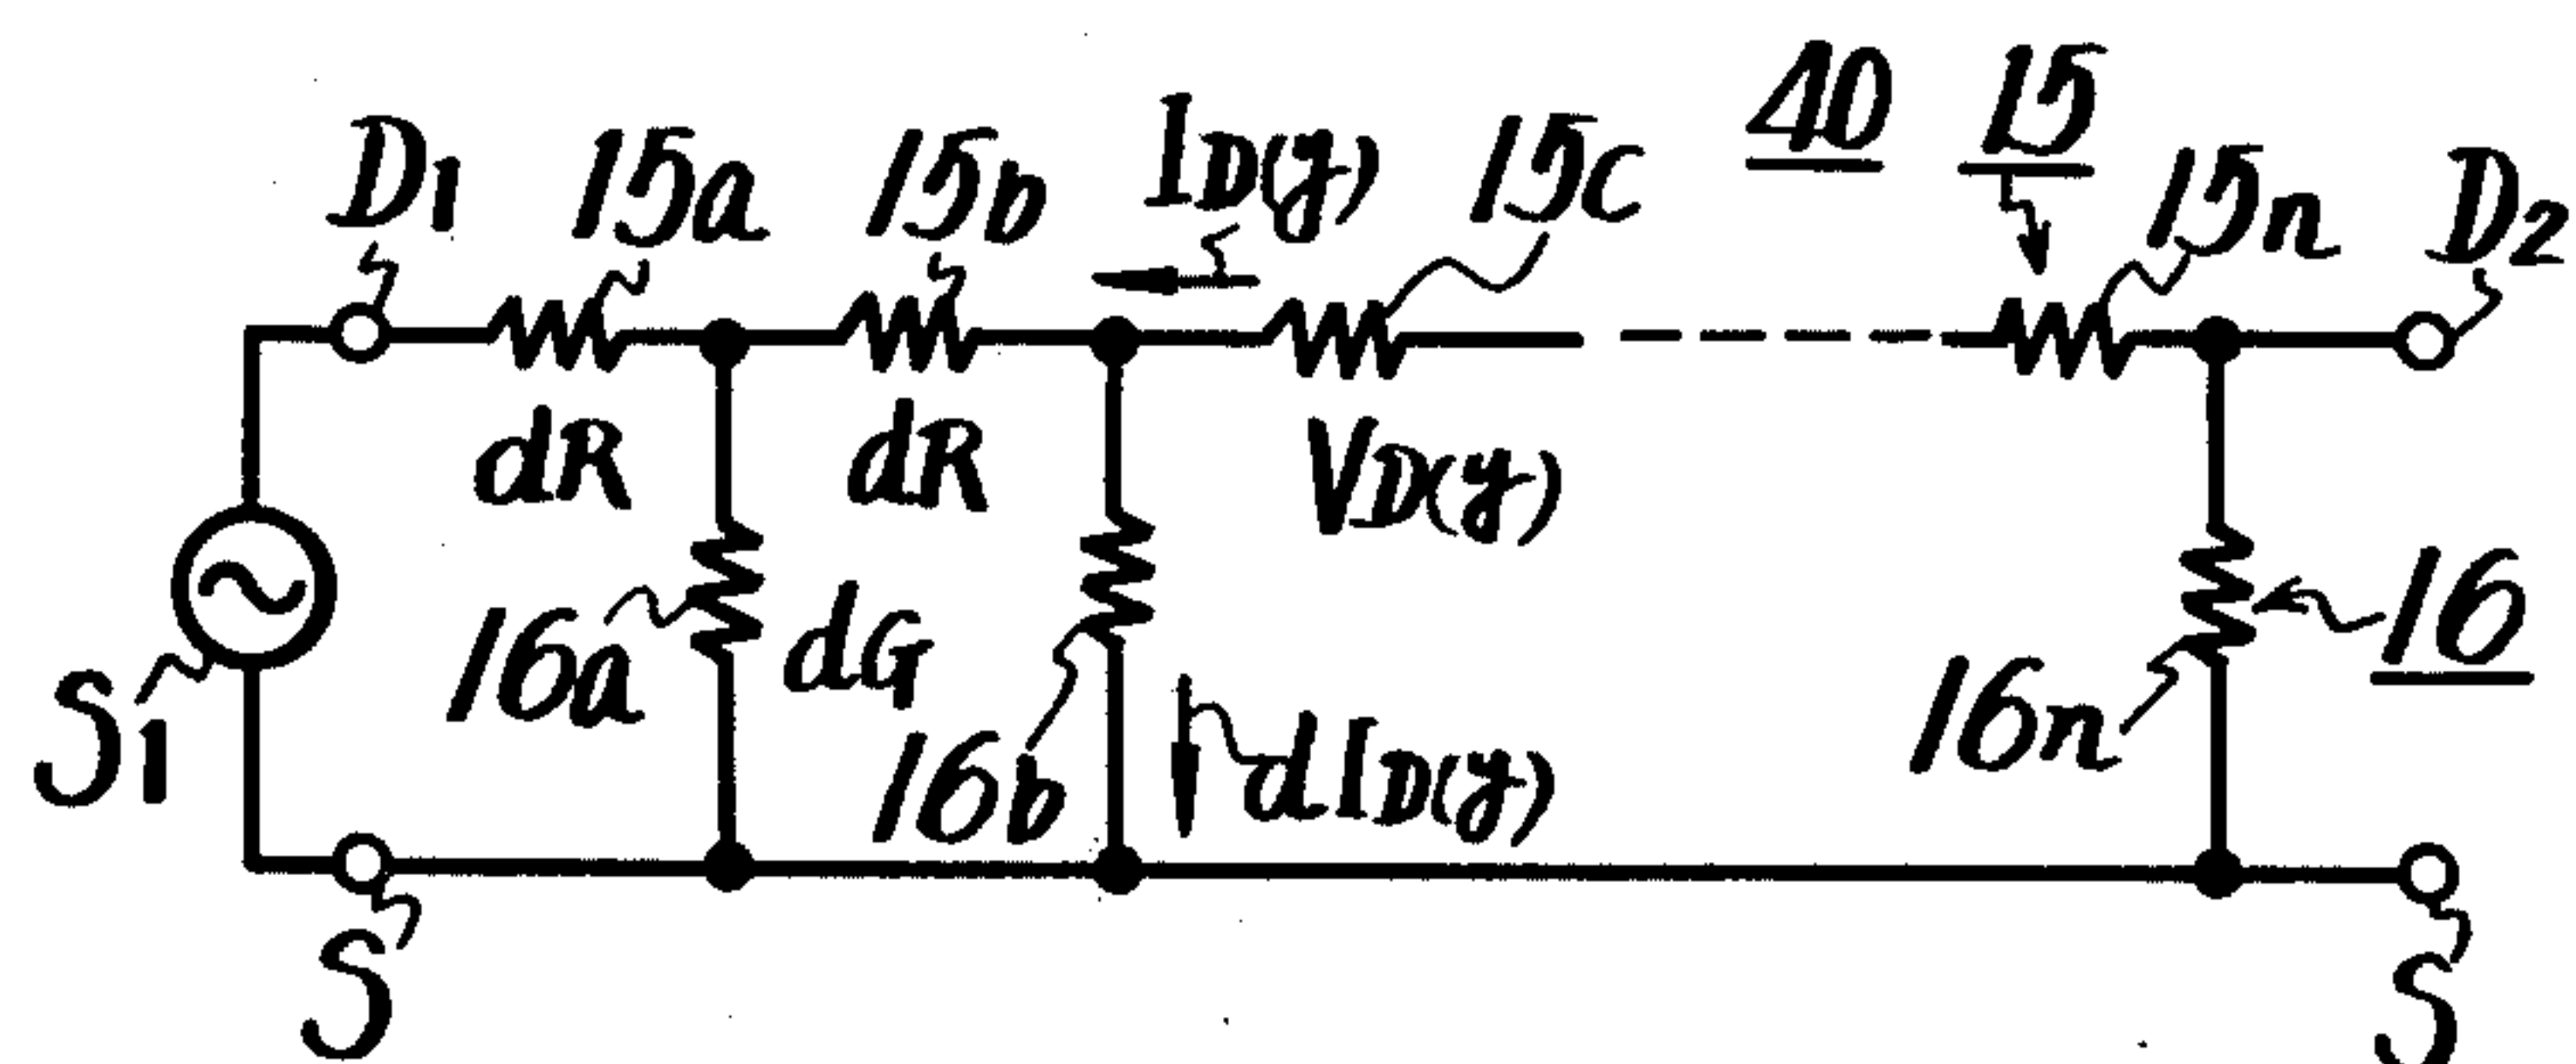 D1 15a 15b ID(y) 15c 40 15 15n D2
dR dR VD(y)
S1 16a dG 16b dID(y) 16n 16
S S